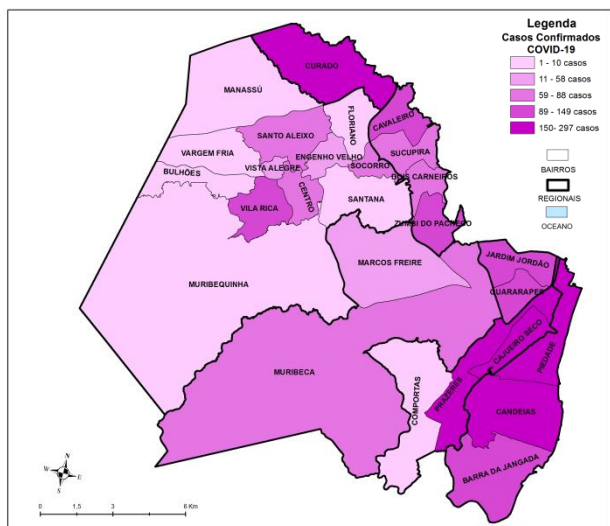 Legenda
Casos Confirmados
COVID-19
1 - 10 casos
11 - 58 casos
59 - 88 casos
89 - 149 casos
150- 297 casos
BAIRROS
REGIONAIS
OCEANO
CURADO
MANASSÚ
FLORIANO
CAVALEIRO
SANTO ALEIXO
VARGEM FRIA
ENGENHO VELHO
SUCUPIRA
VISTA ALEGRE
SOCORRO
BULHÕES
DOIS CARNEIROS
CENTRO
VILA RICA
SANTANA
ZUMBI DO PACHECO
MARCOS FREIRE
JARDIM JORDÃO
MURIBEQUINHA
GUARARAPES
CAJUEIRO SECO
PIEDADE
MURIBECA
COMPORTAS
PRAZERES
CANDEIAS
BARRA DA JANGADA
N
W
E
S
0 1,5 3 6 Km